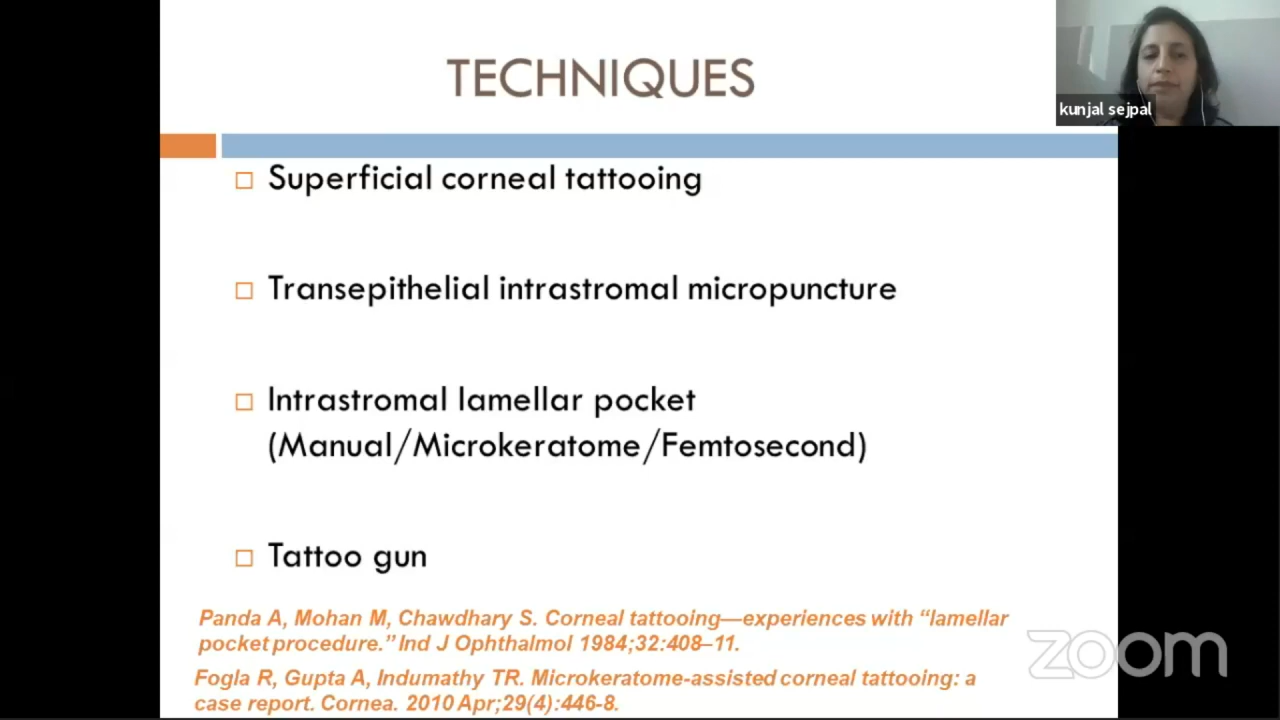 TECHNIQUES
kunjal sejpal
Superficial corneal tattooing
Transepithelial intrastromal micropuncture
Intrastromal lamellar pocket
(Manual/Microkeratome/Femtosecond)
Tattoo gun
Panda A, Mohan M, Chawdhary S. Corneal tattooing—experiences with “lamellar
pocket procedure.” Ind J Ophthalmol 1984;32:408–11.
Fogla R, Gupta A, Indumathy TR. Microkeratome-assisted corneal tattooing: a
case report. Cornea. 2010 Apr;29(4):446-8.
zoom